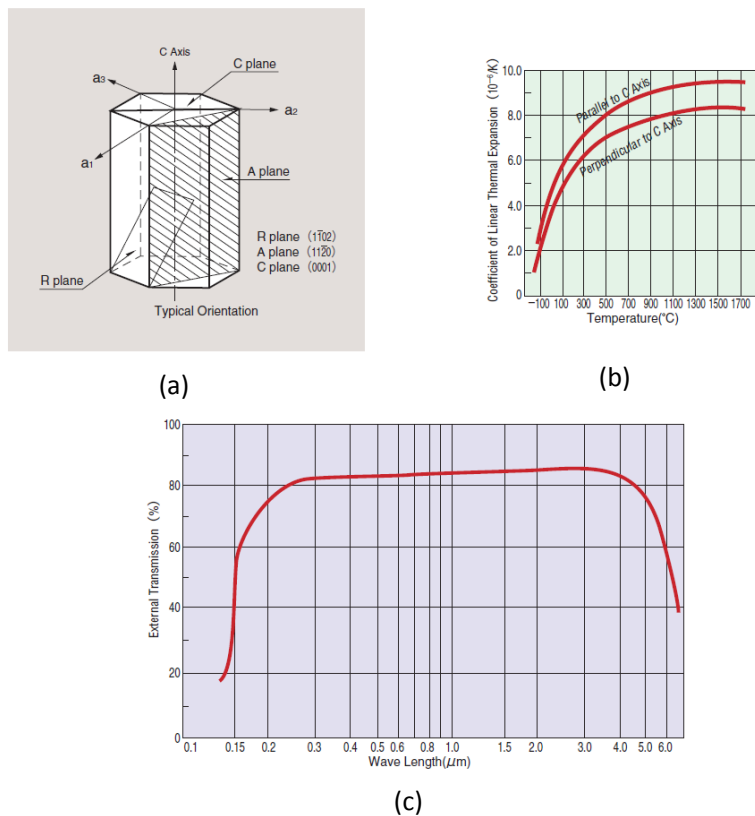 C Axis
C plane
a3
a2
a1
A plane
R plane (11̄02)
A plane (112̄0)
C plane (0001)
R plane
Typical Orientation
(a)
Coefficient of Linear Thermal Expansion (10⁻⁶/K)
10.0
8.0
6.0
4.0
2.0
0
Parallel to C Axis
Perpendicular to C Axis
−100 100 300 500 700 900 1100 1300 1500 1700
Temperature(°C)
(b)
External Transmission (%)
100
80
60
40
20
0
0.1 0.15 0.2 0.3 0.4 0.5 0.6 0.8 1.0 1.5 2.0 3.0 4.0 5.0 6.0
Wave Length(μm)
(c)